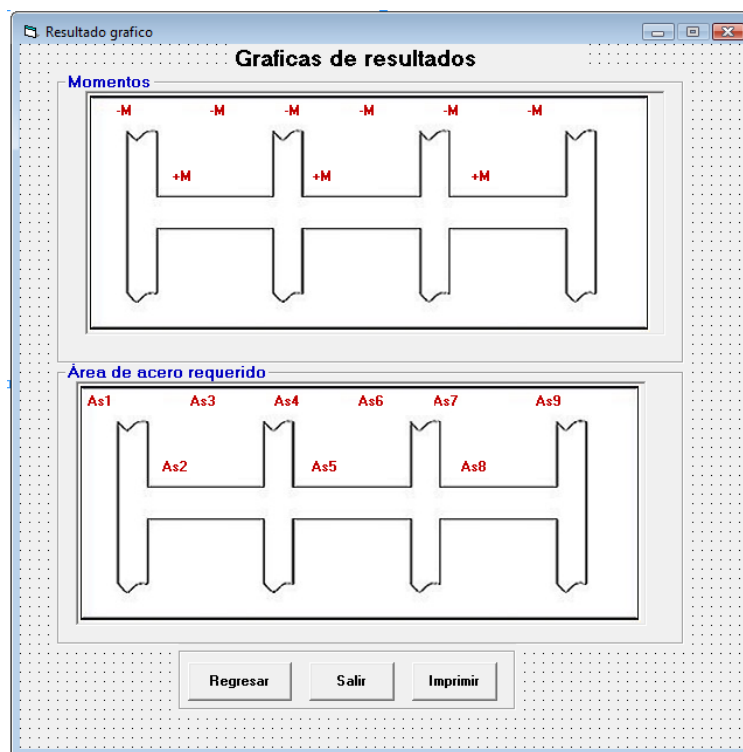 Resultado grafico
Graficas de resultados
Momentos
-M -M -M -M -M -M
+M +M +M
Área de acero requerido
As1 As3 As4 As6 As7 As9
As2 As5 As8
Regresar Salir Imprimir